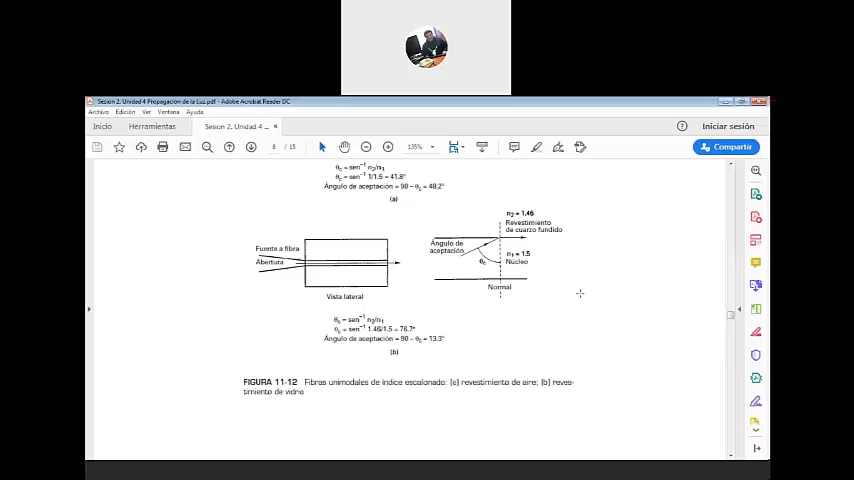 Sesion 2. Unidad 4 Propagacion de la Luz.pdf - Adobe Acrobat Reader DC
Archivo Edición Ver Ventana Ayuda
Inicio Herramientas Sesion 2. Unidad 4 ... × Iniciar sesión
8 / 15 135% Compartir
θc = sen⁻¹ n2/n1
θc = sen⁻¹ 1/1.5 = 41.8°
Ángulo de aceptación = 90 − θc = 48.2°
(a)
n2 = 1.46
Revestimiento
de cuarzo fundido
Ángulo de
aceptación
n1 = 1.5
Núcleo
θc
Normal
Fuente a fibra
Abertura
Vista lateral
θc = sen⁻¹ n2/n1
θc = sen⁻¹ 1.46/1.5 = 76.7°
Ángulo de aceptación = 90 − θc = 13.3°
(b)
FIGURA 11-12 Fibras unimodales de índice escalonado: (a) revestimiento de aire; (b) reves-
timiento de vidrio